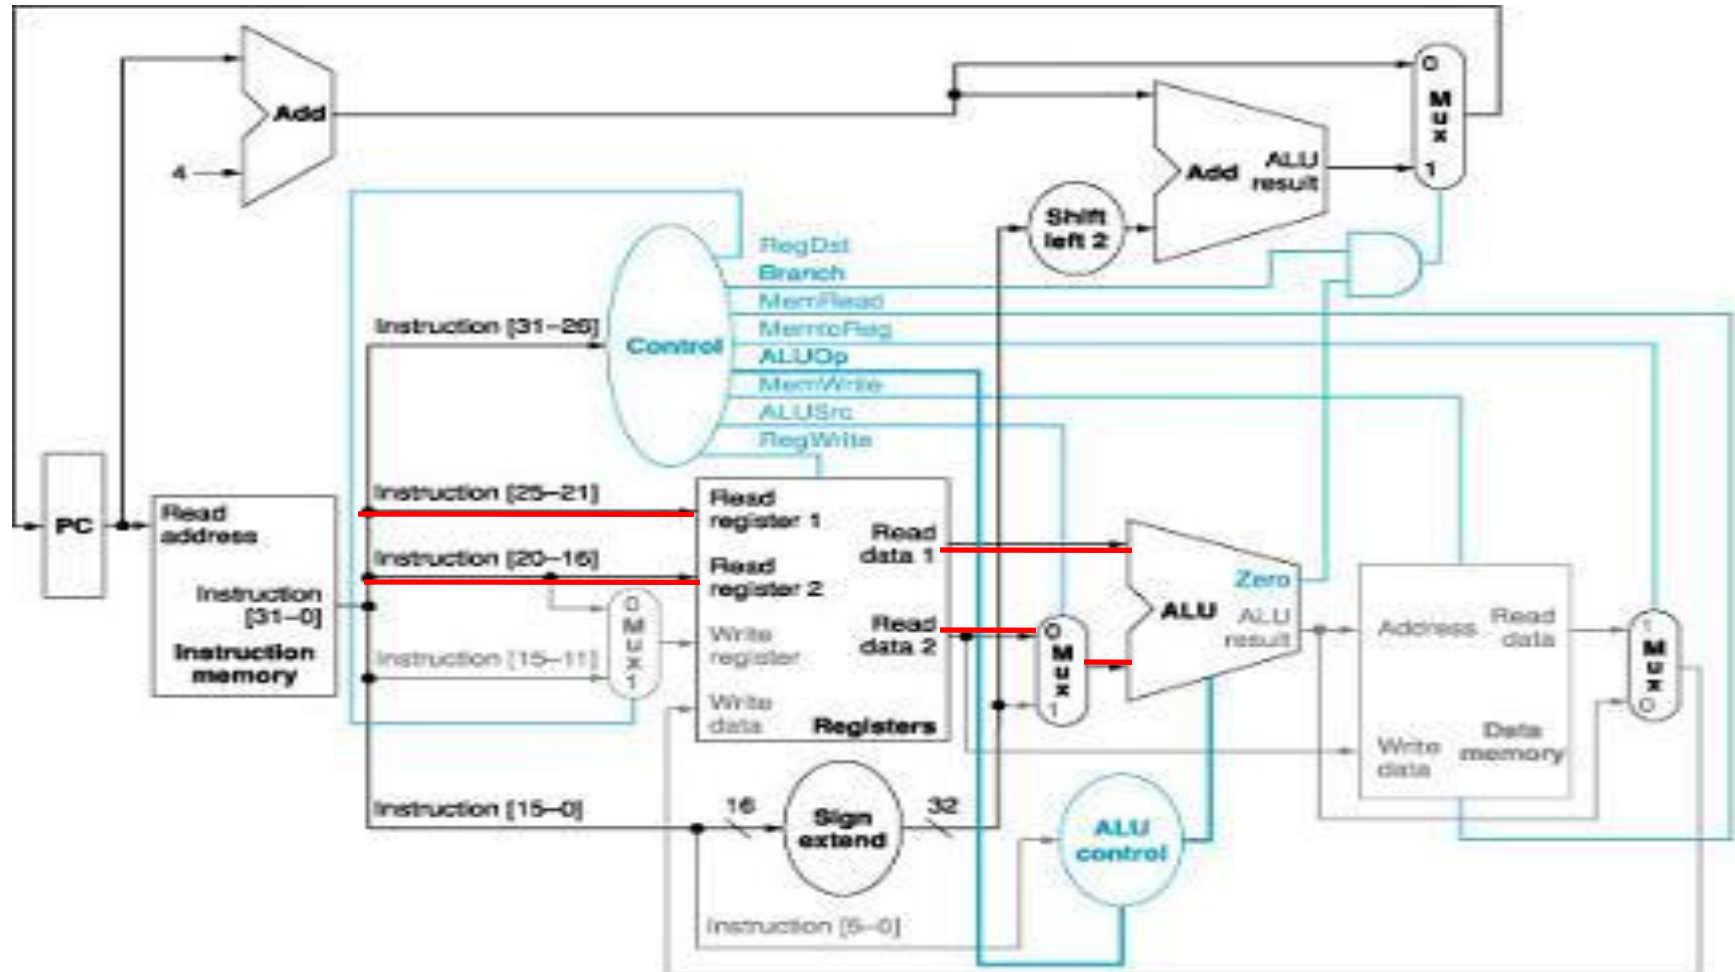 Add
4
Add
ALU
result
0
M
u
x
1
Shift
left 2
RegDst
Branch
MemRead
MemtoReg
ALUOp
MemWrite
ALUSrc
RegWrite
Control
Instruction [31–26]
Instruction [25–21]
Instruction [20–16]
Instruction [15–11]
Instruction [15–0]
Instruction [5–0]
PC
Read
address
Instruction
[31–0]
Instruction
memory
0
M
u
x
1
Read
register 1
Read
register 2
Write
register
Write
data
Read
data 1
Read
data 2
Registers
16
Sign
extend
32
0
M
u
x
1
Zero
ALU
ALU
result
ALU
control
Address
Read
data
Write
data
Data
memory
1
M
u
x
0